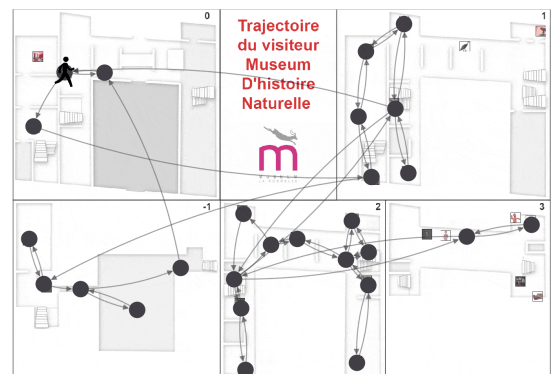 0
Trajectoire
du visiteur
Museum
D'histoire
Naturelle
m
1
-1
2
3